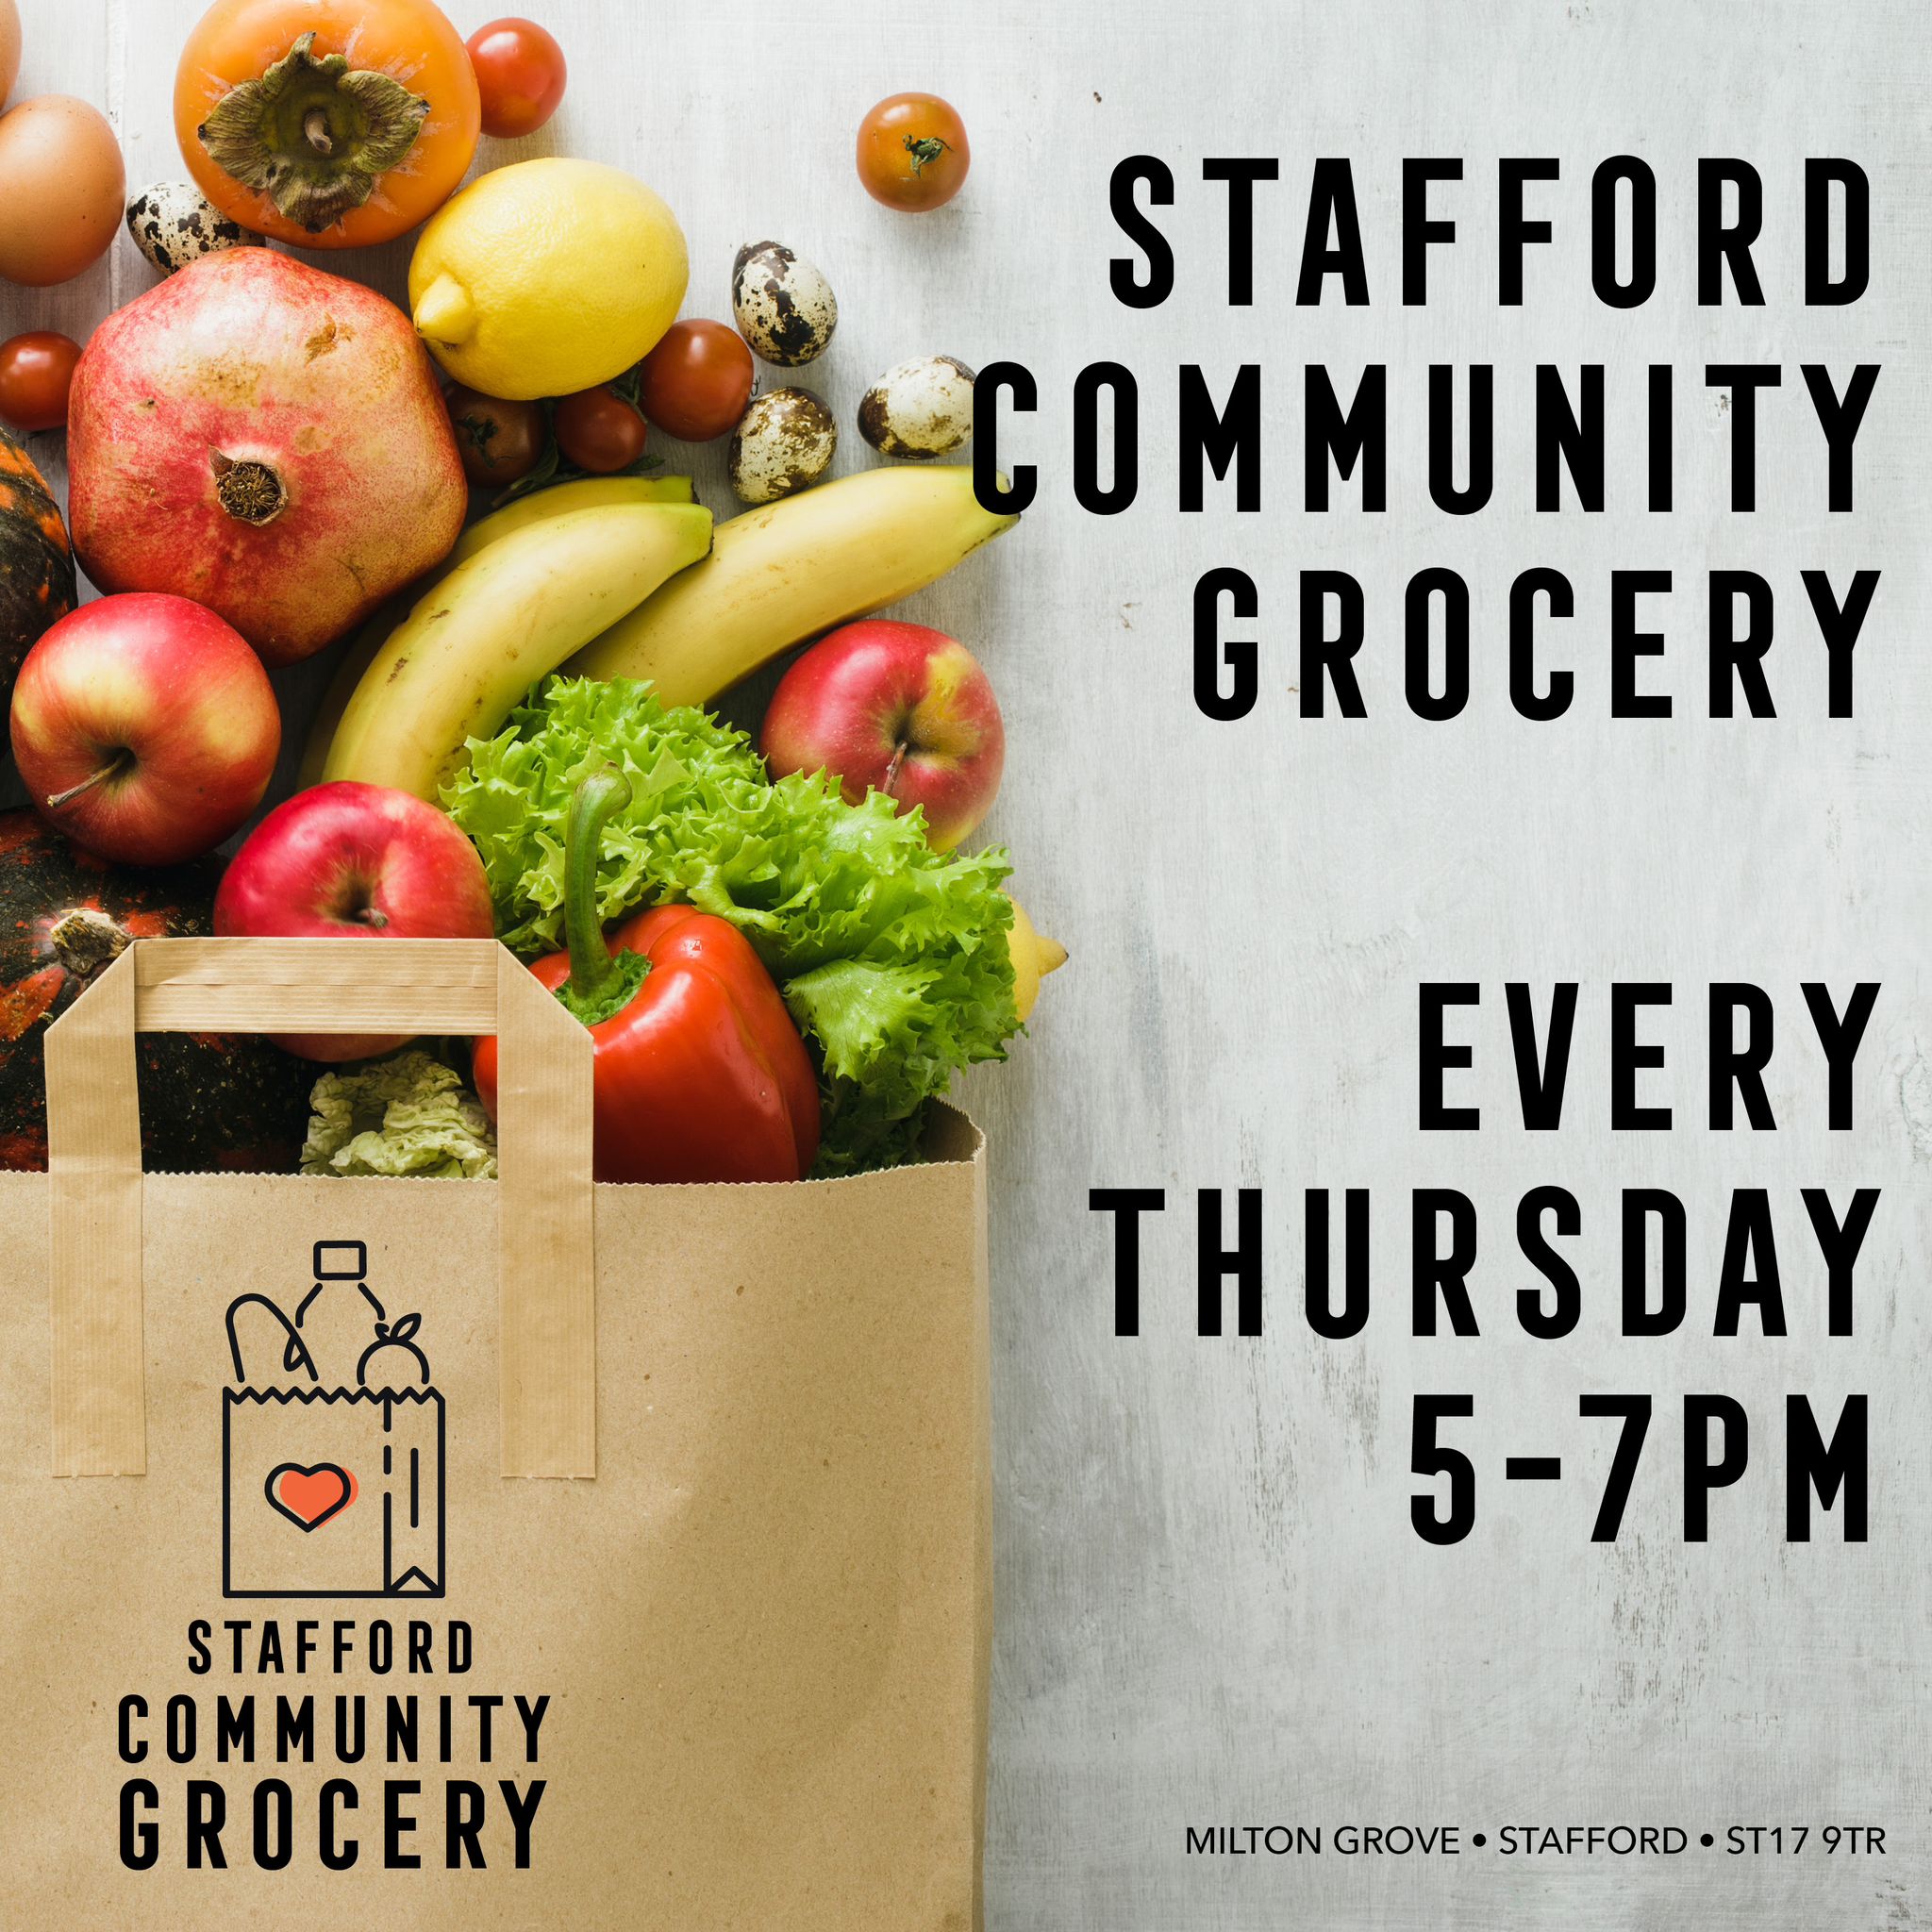 STAFFORD
COMMUNITY
GROCERY
EVERY
THURSDAY
5-7PM
STAFFORD
COMMUNITY
GROCERY
MILTON GROVE • STAFFORD • ST17 9TR